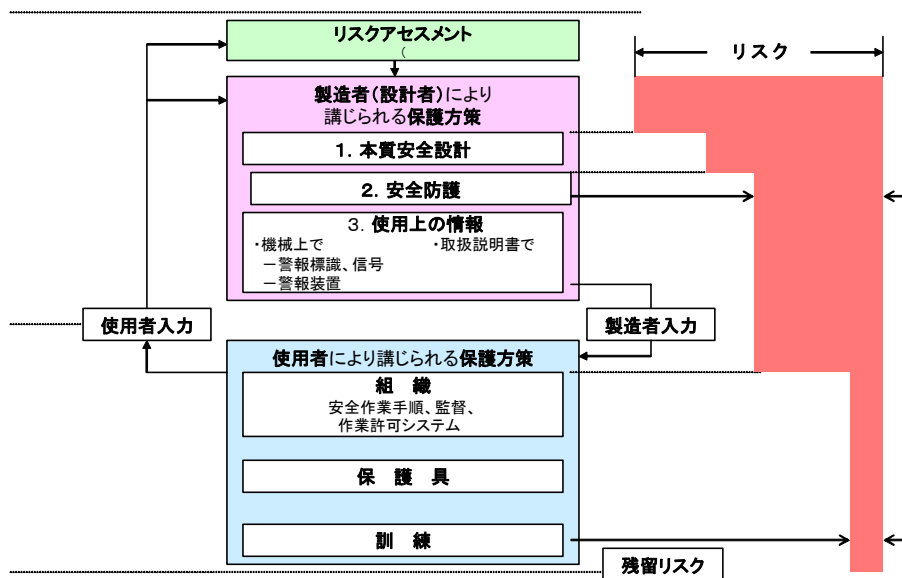 リスクアセスメント
（
リスク
製造者（設計者）により
講じられる保護方策
１．本質安全設計
２．安全防護
３．使用上の情報
・機械上で
・取扱説明書で
－警報標識、信号
－警報装置
使用者入力
製造者入力
使用者により講じられる保護方策
組　織
安全作業手順、監督、
作業許可システム
保　護　具
訓　練
残留リスク